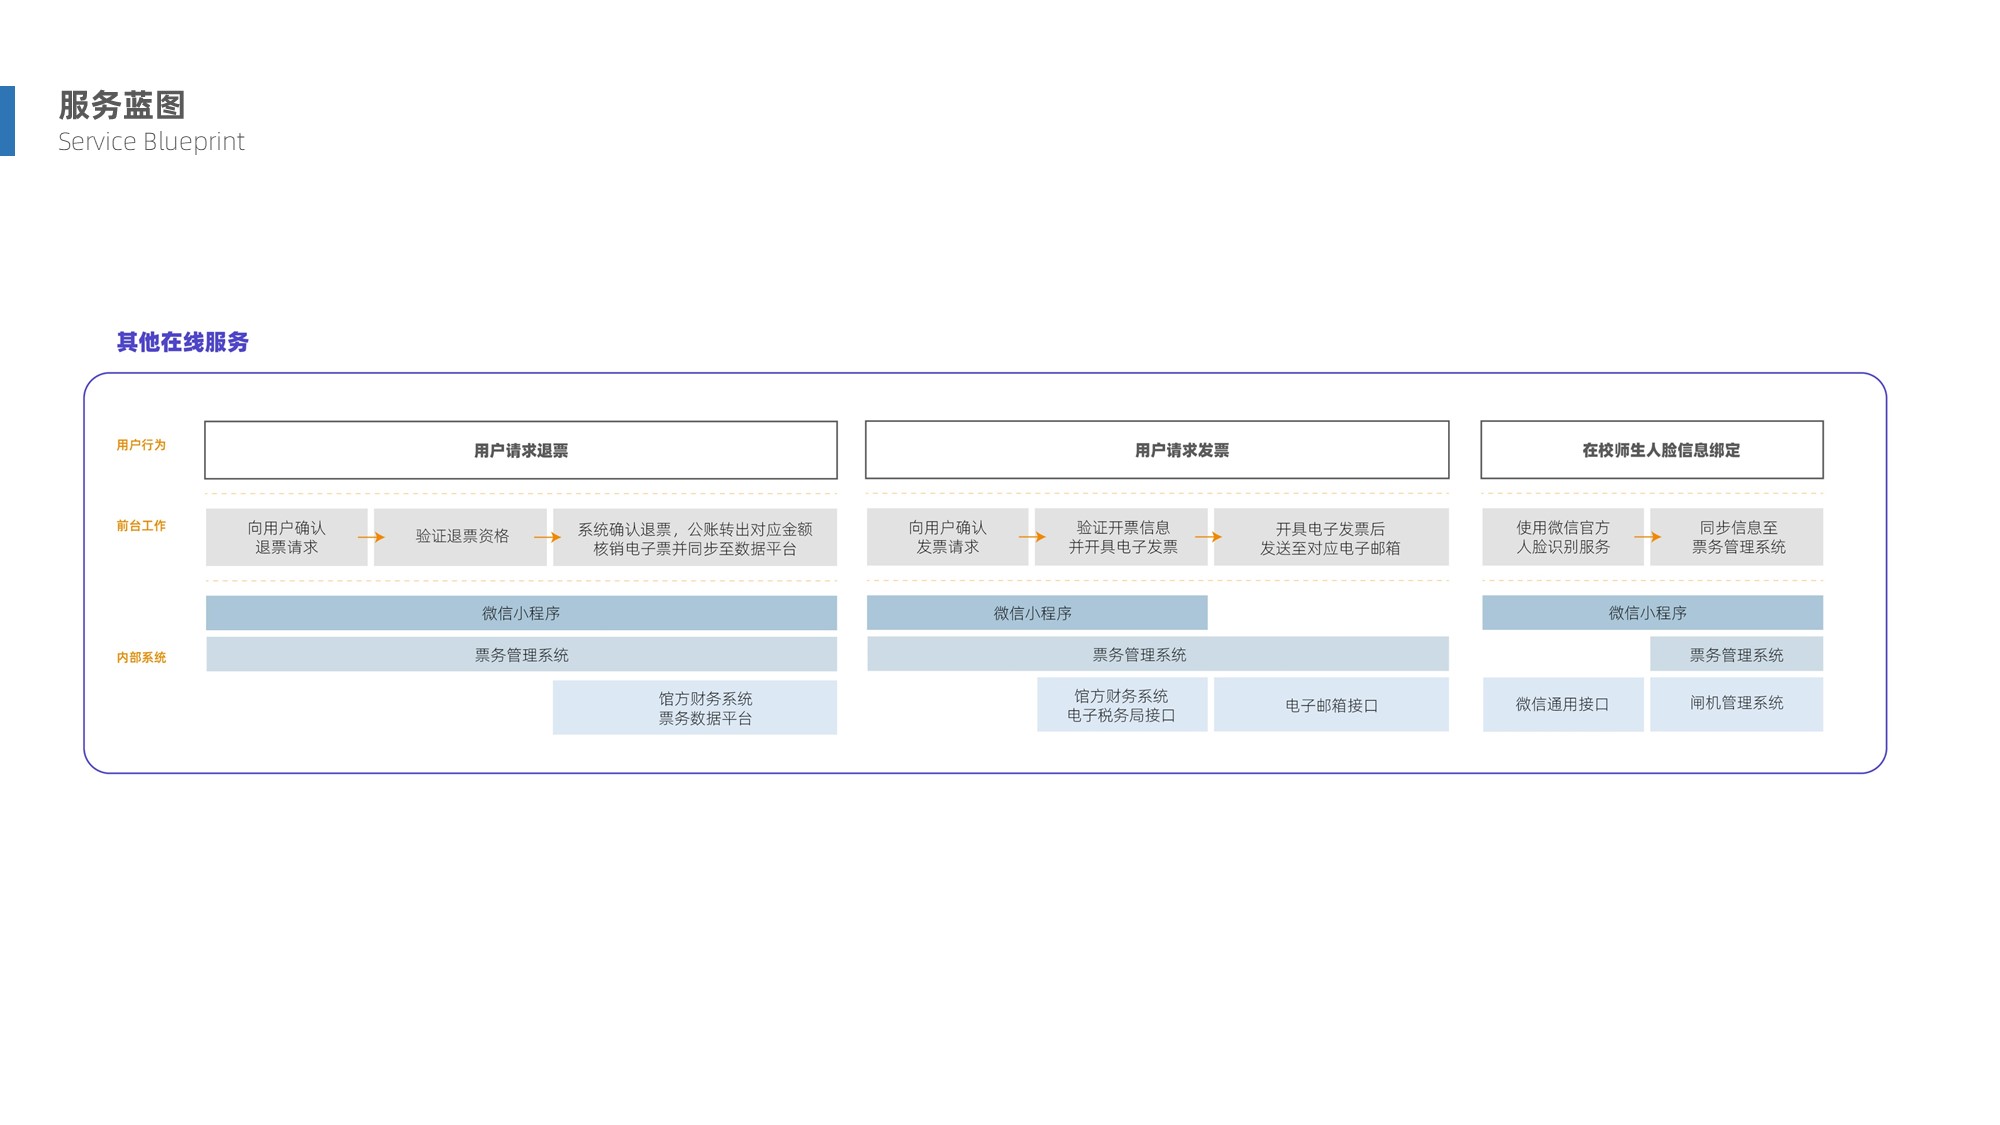 服务蓝图
Service Blueprint
其他在线服务
用户行为
用户请求退票
用户请求发票
在校师生人脸信息绑定
前台工作
向用户确认
退票请求
验证退票资格
系统确认退票，公账转出对应金额
核销电子票并同步至数据平台
向用户确认
发票请求
验证开票信息
并开具电子发票
开具电子发票后
发送至对应电子邮箱
使用微信官方
人脸识别服务
同步信息至
票务管理系统
内部系统
微信小程序
票务管理系统
馆方财务系统
票务数据平台
微信小程序
票务管理系统
馆方财务系统
电子税务局接口
电子邮箱接口
微信小程序
票务管理系统
微信通用接口
闸机管理系统